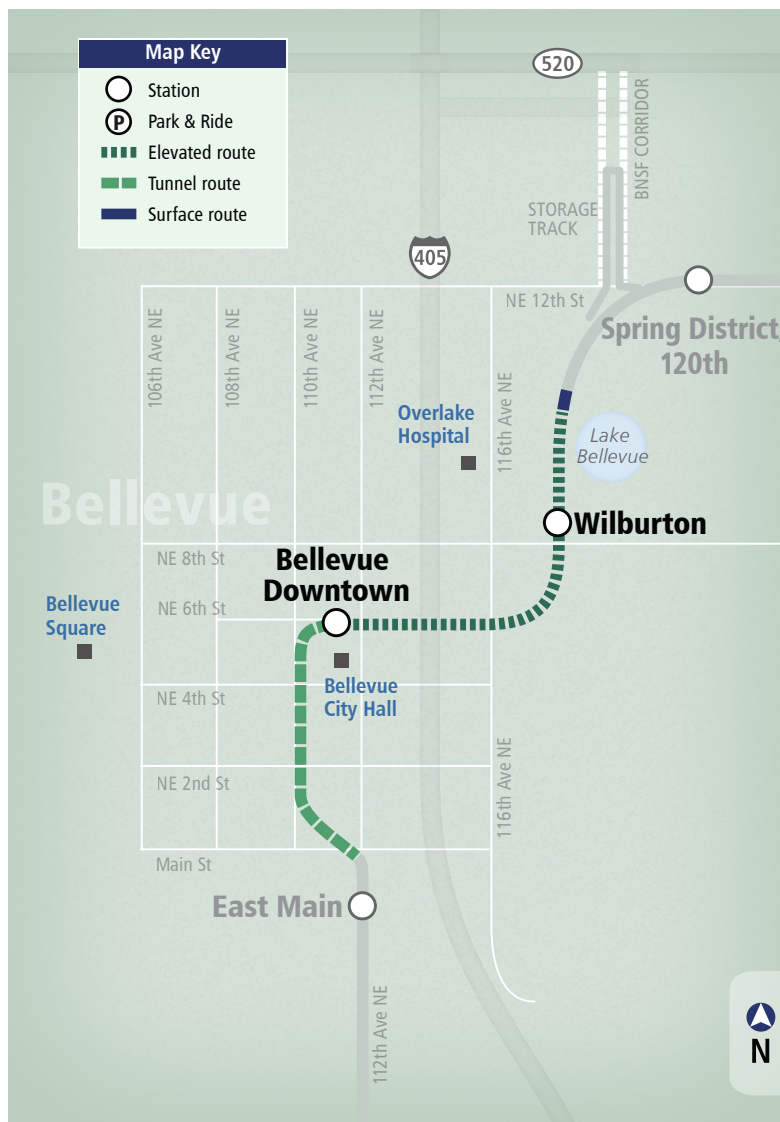 Map Key
Station
P
Park & Ride
Elevated route
Tunnel route
Surface route
520
BNSF CORRIDOR
STORAGE
TRACK
405
NE 12th St
Spring District
120th
106th Ave NE
108th Ave NE
110th Ave NE
112th Ave NE
116th Ave NE
Overlake
Hospital
Lake
Bellevue
Bellevue
Wilburton
NE 8th St
Bellevue
Downtown
NE 6th St
Bellevue
Square
Bellevue
City Hall
NE 4th St
NE 2nd St
116th Ave NE
Main St
East Main
112th Ave NE
N